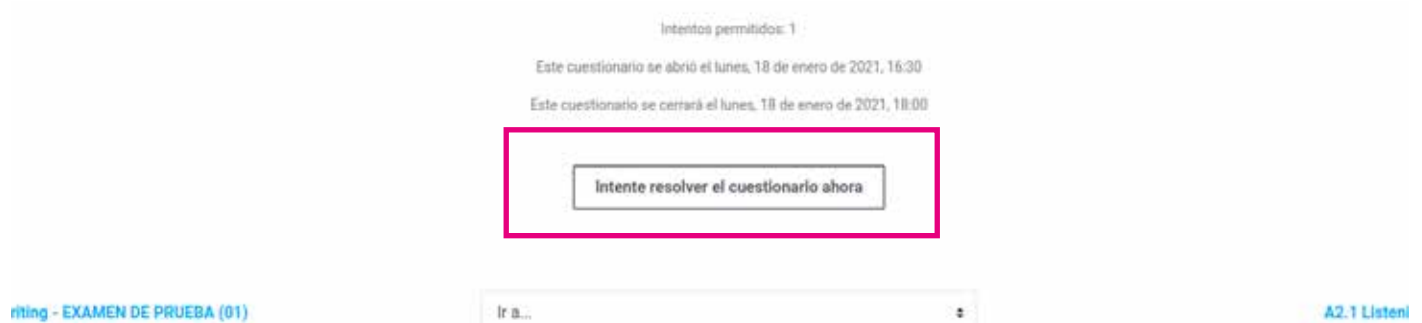 Intentos permitidos: 1
Este cuestionario se abrió el lunes, 18 de enero de 2021, 16:30
Este cuestionario se cerrará el lunes, 18 de enero de 2021, 18:00
Intente resolver el cuestionario ahora
riting - EXAMEN DE PRUEBA (01) Ir a... A2.1 Listeni